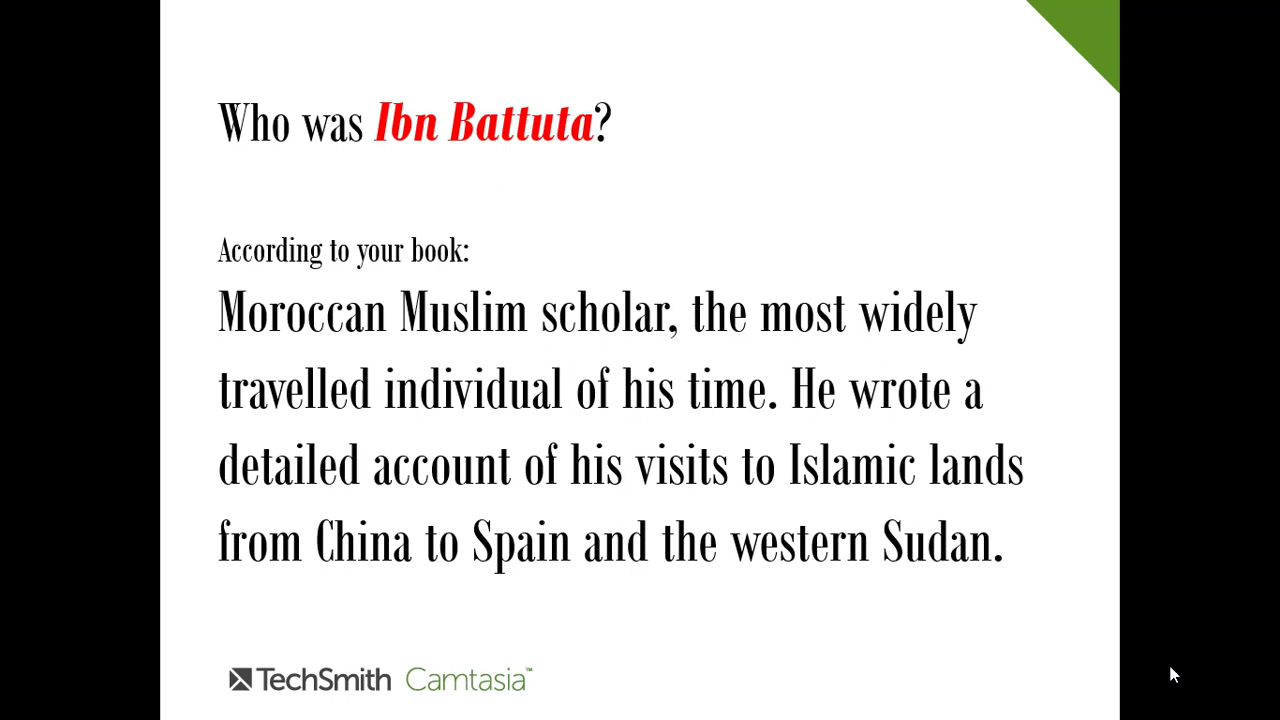 Who was Ibn Battuta?
According to your book:
Moroccan Muslim scholar, the most widely
travelled individual of his time. He wrote a
detailed account of his visits to Islamic lands
from China to Spain and the western Sudan.
TechSmith Camtasia™